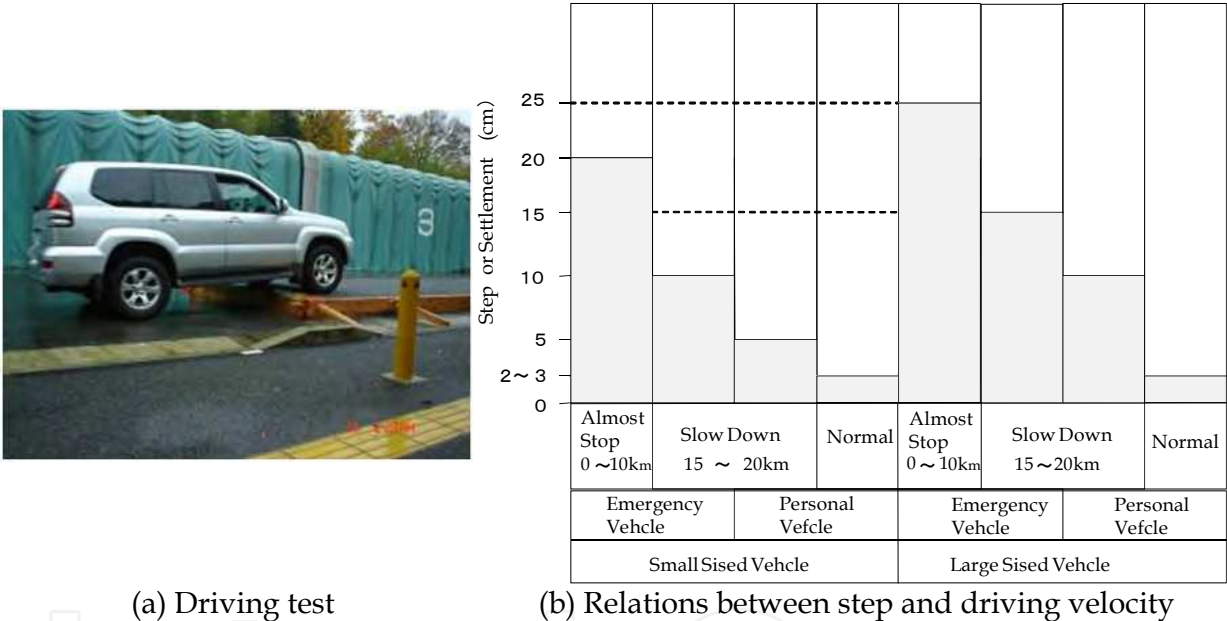 3
Step or Settlement (cm)
25
20
15
10
5
2～3
0
Almost
Stop
0～10km
Slow Down
15 ～ 20km
Normal
Almost
Stop
0～10km
Slow Down
15～20km
Normal
Emergency
Vehcle
Personal
Vefcle
Emergency
Vehcle
Personal
Vefcle
Small Sised Vehcle
Large Sised Vehcle
(a) Driving test
(b) Relations between step and driving velocity